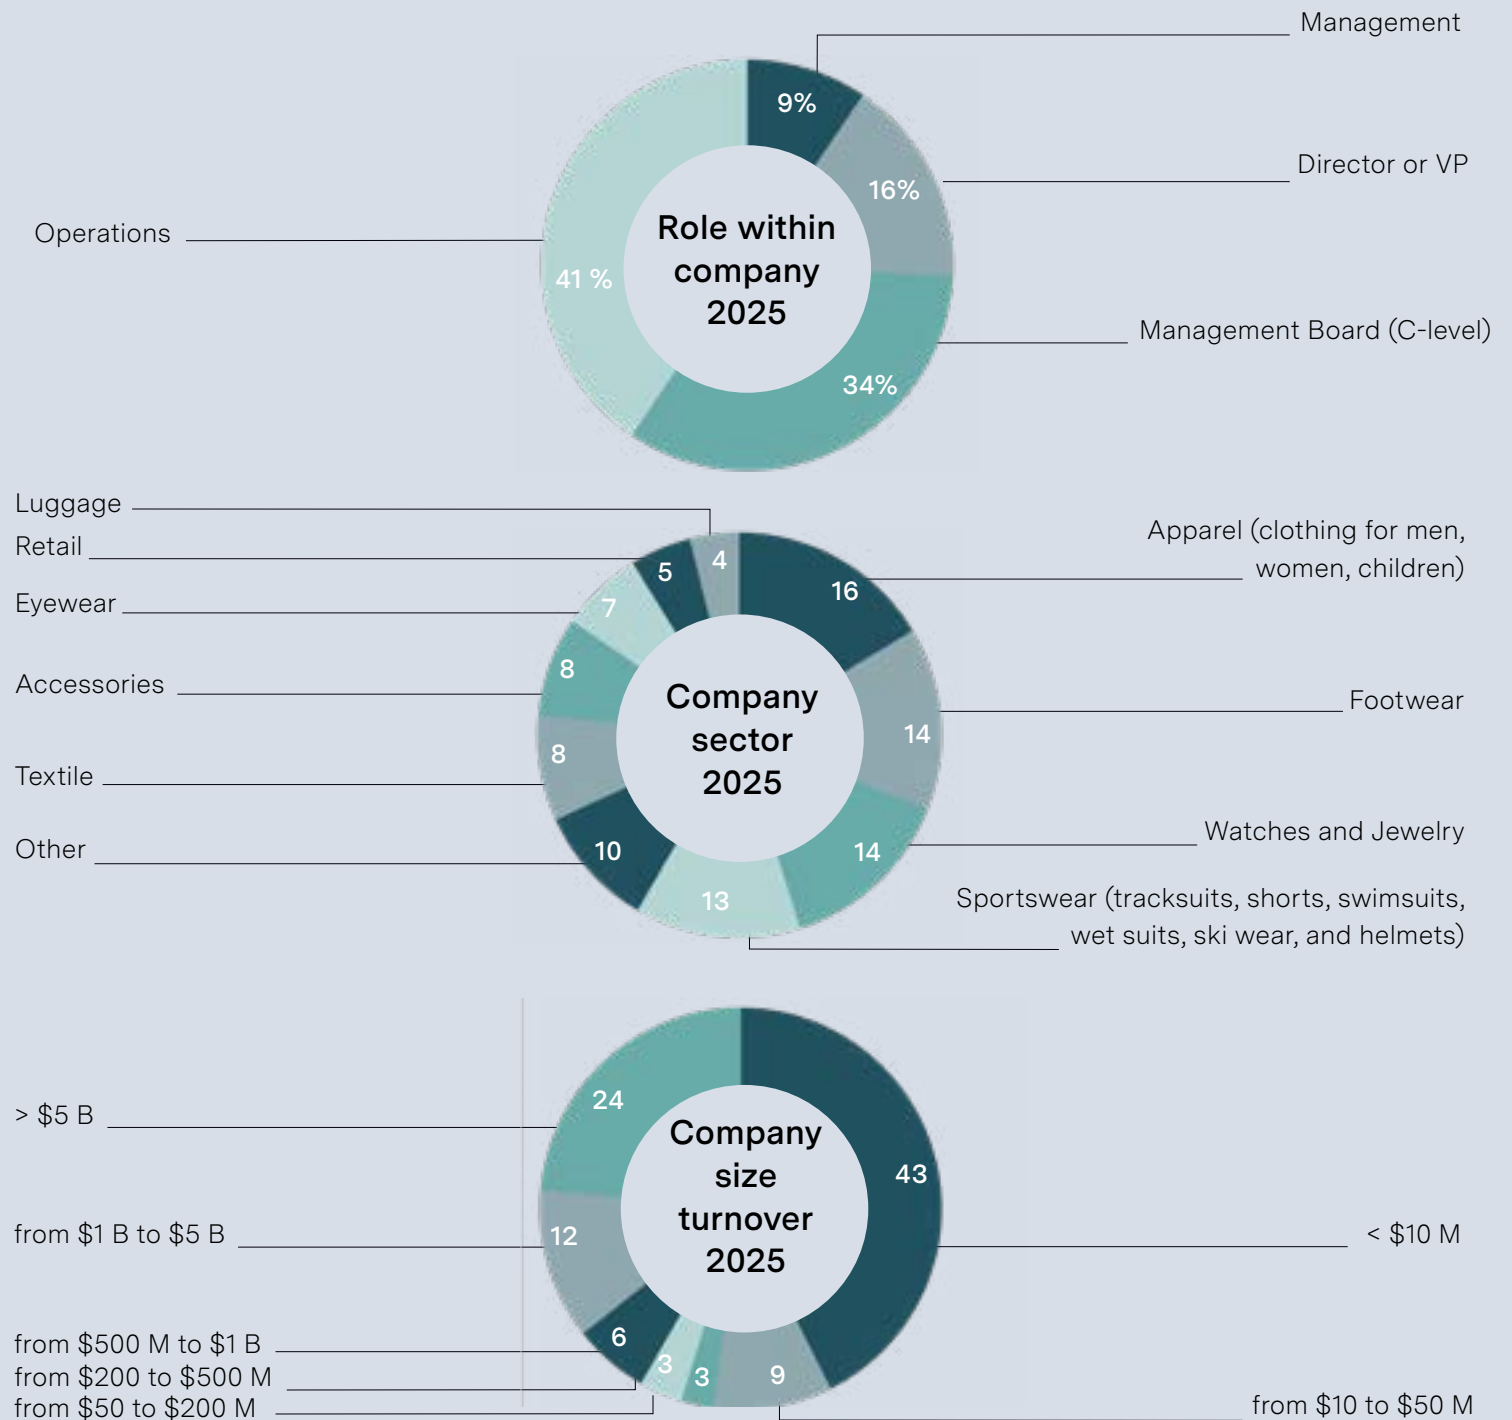 Management
9%
Director or VP
16%
Role within
company
2025
Operations
41 %
Management Board (C-level)
34%
Luggage
Retail
Eyewear
Accessories
Textile
Other
4
5
7
8
8
10
Company
sector
2025
16
14
14
13
Apparel (clothing for men,
women, children)
Footwear
Watches and Jewelry
Sportswear (tracksuits, shorts, swimsuits,
wet suits, ski wear, and helmets)
> $5 B
from $1 B to $5 B
from $500 M to $1 B
from $200 to $500 M
from $50 to $200 M
24
12
6
3
3
9
43
Company
size
turnover
2025
< $10 M
from $10 to $50 M